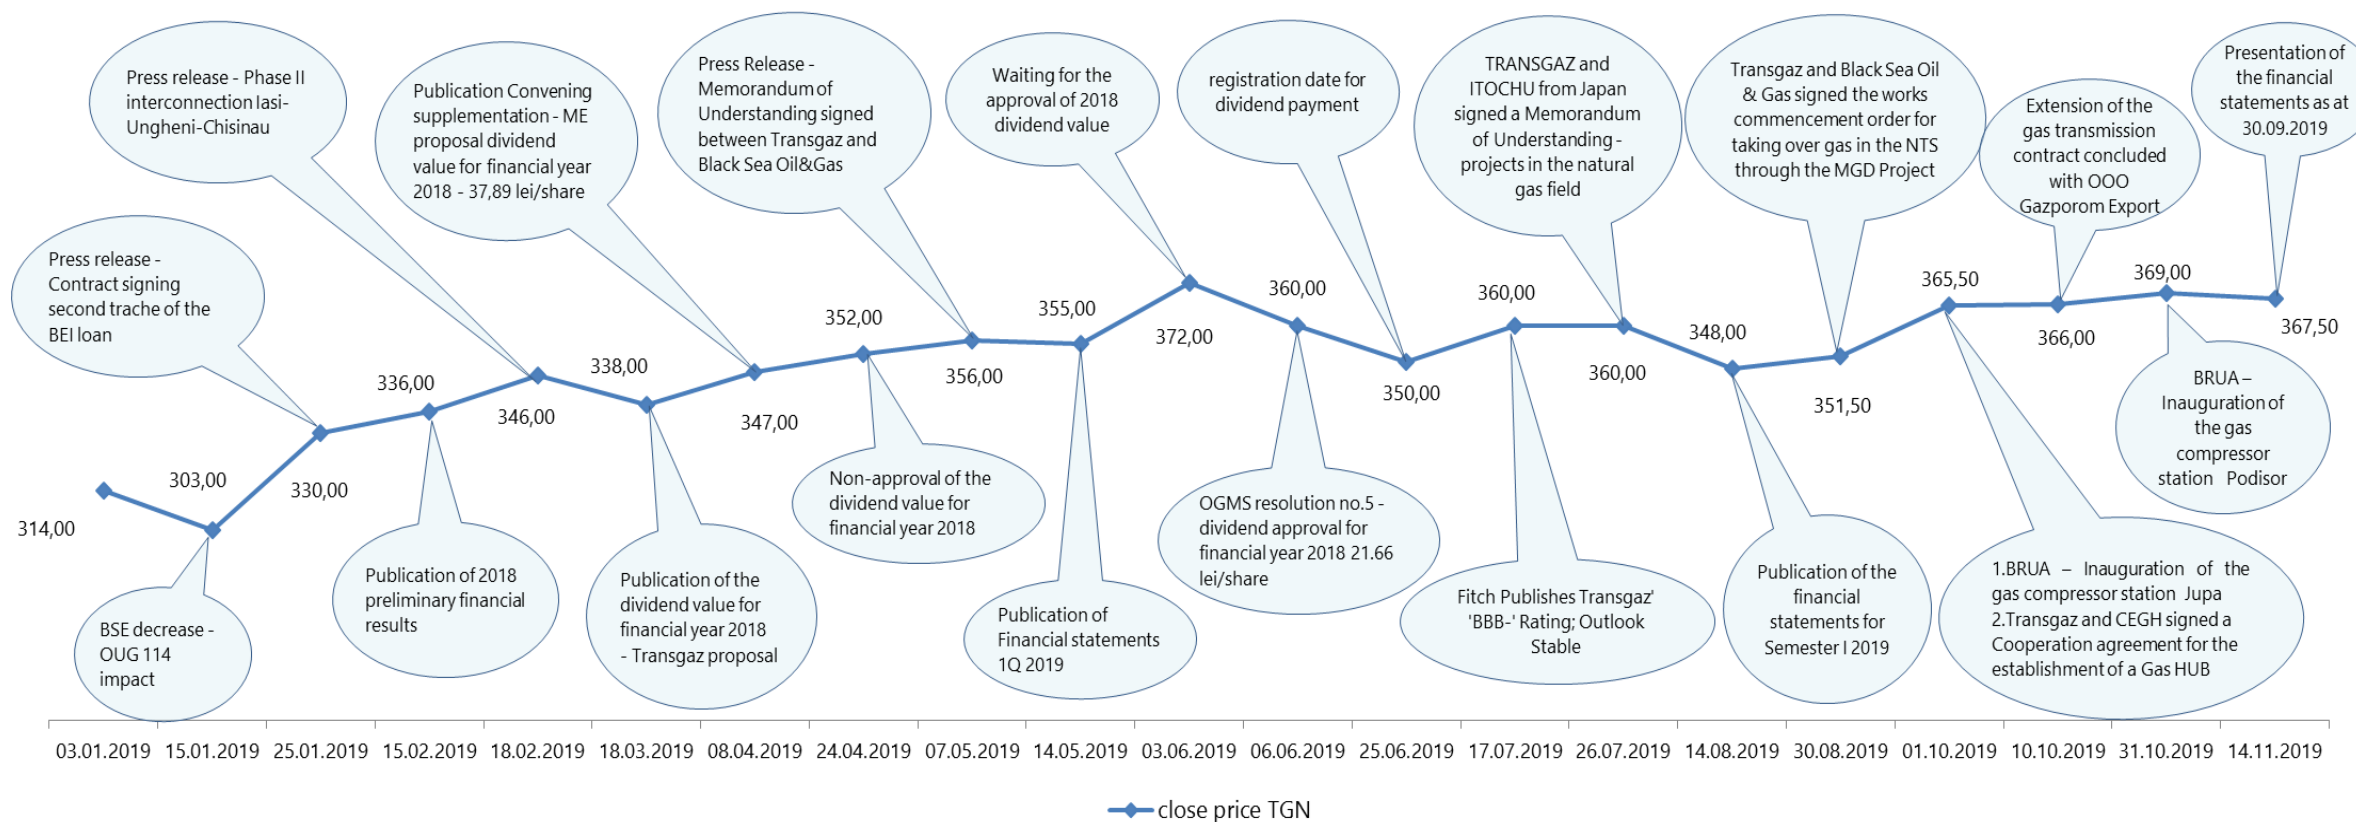 Press release - Phase II
interconnection Iasi-
Ungheni-Chisinau
Publication Convening
supplementation - ME
proposal dividend
value for financial year
2018 - 37,89 lei/share
Press Release -
Memorandum of
Understanding signed
between Transgaz and
Black Sea Oil&Gas
Waiting for the
approval of 2018
dividend value
registration date for
dividend payment
TRANSGAZ and
ITOCHU from Japan
signed a Memorandum
of Understanding -
projects in the natural
gas field
Transgaz and Black Sea Oil
& Gas signed the works
commencement order for
taking over gas in the NTS
through the MGD Project
Extension of the
gas transmission
contract concluded
with OOO
Gazporom Export
Presentation of
the financial
statements as at
30.09.2019
Press release -
Contract signing
second trache of the
BEI loan
314,00
303,00
330,00
336,00
346,00
338,00
347,00
352,00
356,00
355,00
372,00
360,00
350,00
360,00
360,00
348,00
351,50
365,50
366,00
369,00
367,50
BSE decrease -
OUG 114
impact
Publication of 2018
preliminary financial
results
Publication of the
dividend value for
financial year 2018
- Transgaz proposal
Non-approval of the
dividend value for
financial year 2018
Publication of
Financial statements
1Q 2019
OGMS resolution no.5 -
dividend approval for
financial year 2018 21.66
lei/share
Fitch Publishes Transgaz'
'BBB-' Rating; Outlook
Stable
Publication of the
financial
statements for
Semester I 2019
1.BRUA – Inauguration of the
gas compressor station Jupa
2.Transgaz and CEGH signed a
Cooperation agreement for the
establishment of a Gas HUB
BRUA –
Inauguration of
the gas
compressor
station Podisor
03.01.2019 15.01.2019 25.01.2019 15.02.2019 18.02.2019 18.03.2019 08.04.2019 24.04.2019 07.05.2019 14.05.2019 03.06.2019 06.06.2019 25.06.2019 17.07.2019 26.07.2019 14.08.2019 30.08.2019 01.10.2019 10.10.2019 31.10.2019 14.11.2019
close price TGN